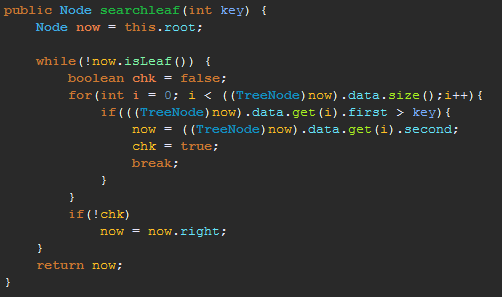 public Node searchleaf(int key) {
    Node now = this.root;

    while(!now.isLeaf()) {
        boolean chk = false;
        for(int i = 0; i < ((TreeNode)now).data.size();i++){
            if(((TreeNode)now).data.get(i).first > key){
                now = ((TreeNode)now).data.get(i).second;
                chk = true;
                break;
            }
        }
        if(!chk)
            now = now.right;
    }
    return now;
}